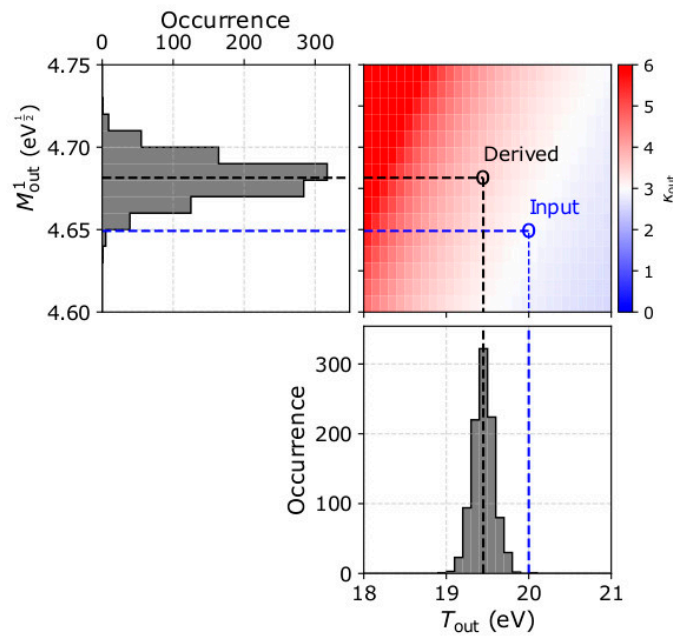 Occurrence
0 100 200 300
4.75
4.70
4.65
4.60
M¹out (eV½)
Derived
Input
6
5
4
3
2
1
0
κout
300
200
100
0
Occurrence
18 19 20 21
Tout (eV)